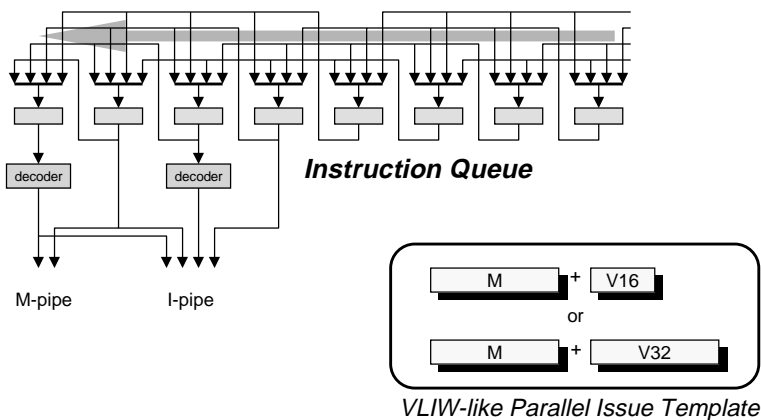 Instruction Queue
decoder
decoder
M-pipe
I-pipe
M + V16
or
M + V32
VLIW-like Parallel Issue Template